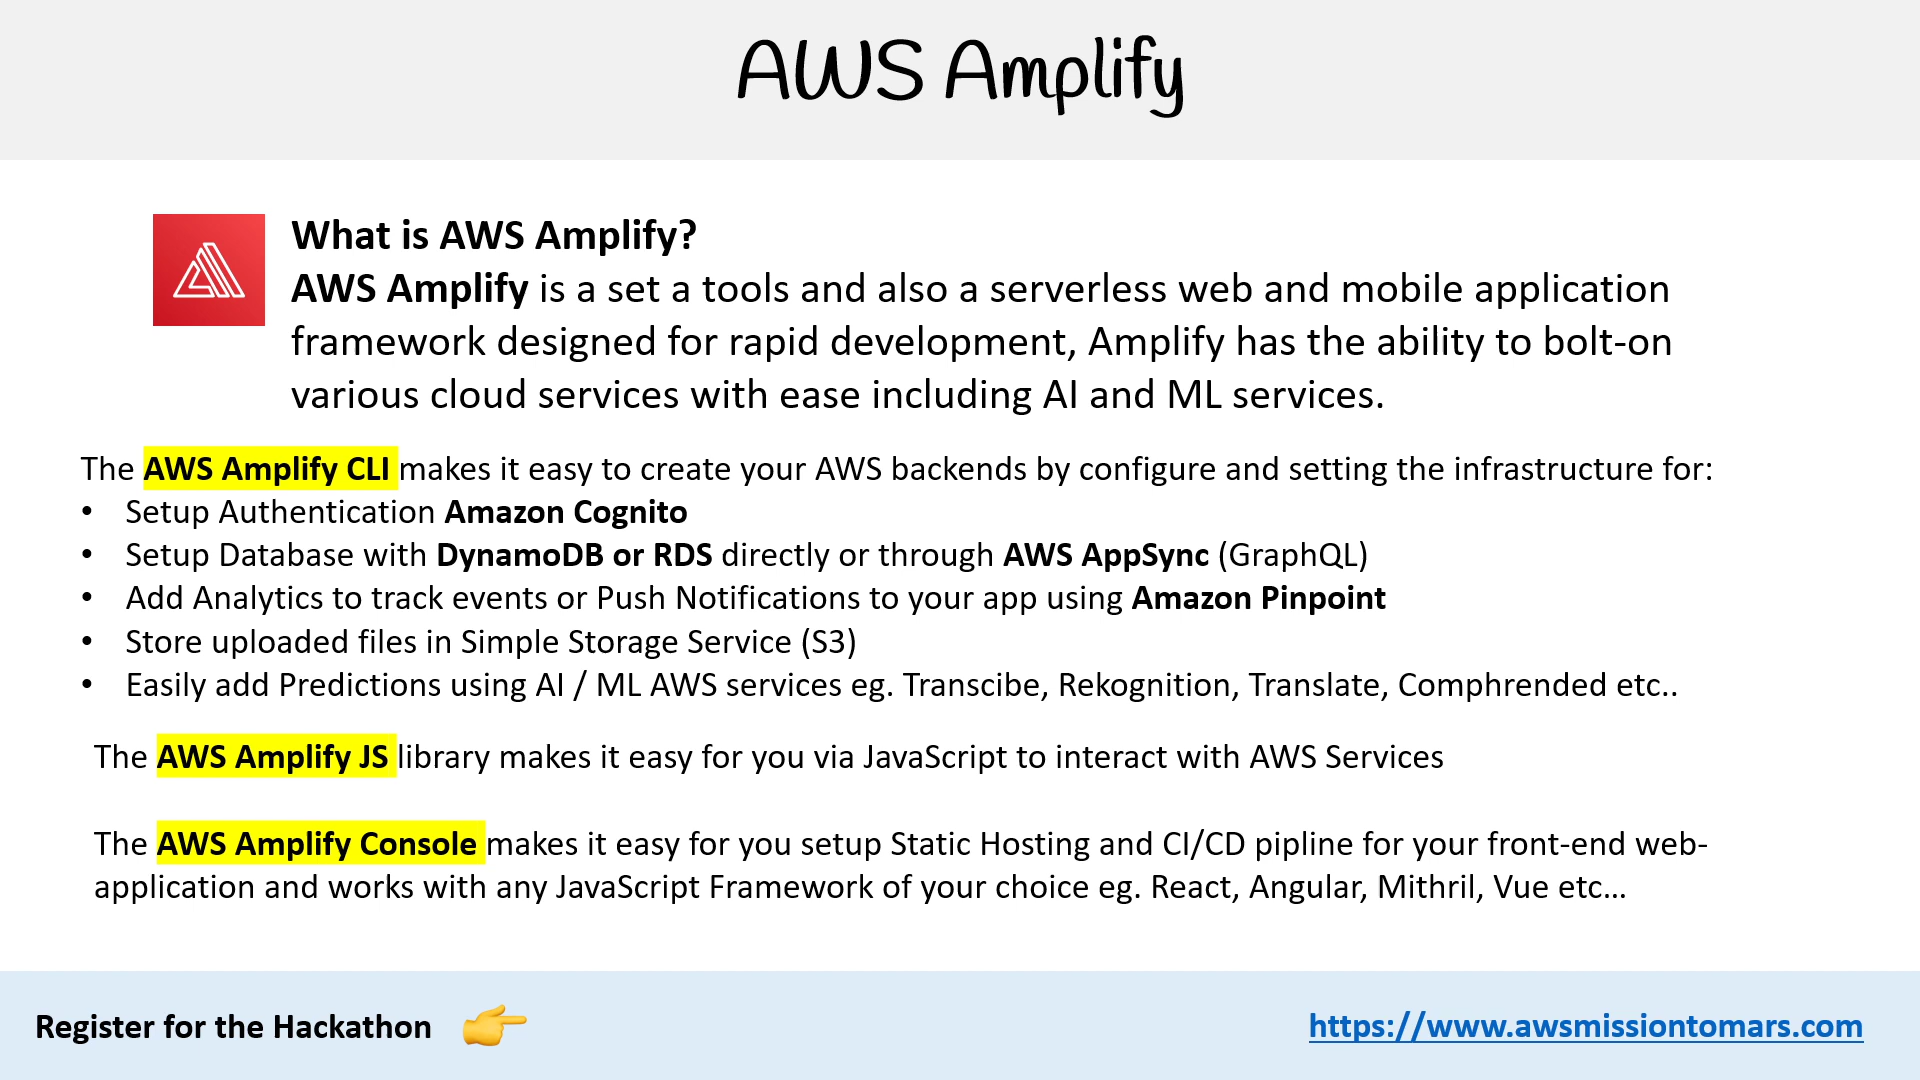 AWS Amplify
What is AWS Amplify?
AWS Amplify is a set a tools and also a serverless web and mobile application
framework designed for rapid development, Amplify has the ability to bolt-on
various cloud services with ease including AI and ML services.
The AWS Amplify CLI makes it easy to create your AWS backends by configure and setting the infrastructure for:
• Setup Authentication Amazon Cognito
• Setup Database with DynamoDB or RDS directly or through AWS AppSync (GraphQL)
• Add Analytics to track events or Push Notifications to your app using Amazon Pinpoint
• Store uploaded files in Simple Storage Service (S3)
• Easily add Predictions using AI / ML AWS services eg. Transcibe, Rekognition, Translate, Comphrended etc..
The AWS Amplify JS library makes it easy for you via JavaScript to interact with AWS Services
The AWS Amplify Console makes it easy for you setup Static Hosting and CI/CD pipline for your front-end web-
application and works with any JavaScript Framework of your choice eg. React, Angular, Mithril, Vue etc…
Register for the Hackathon
https://www.awsmissiontomars.com